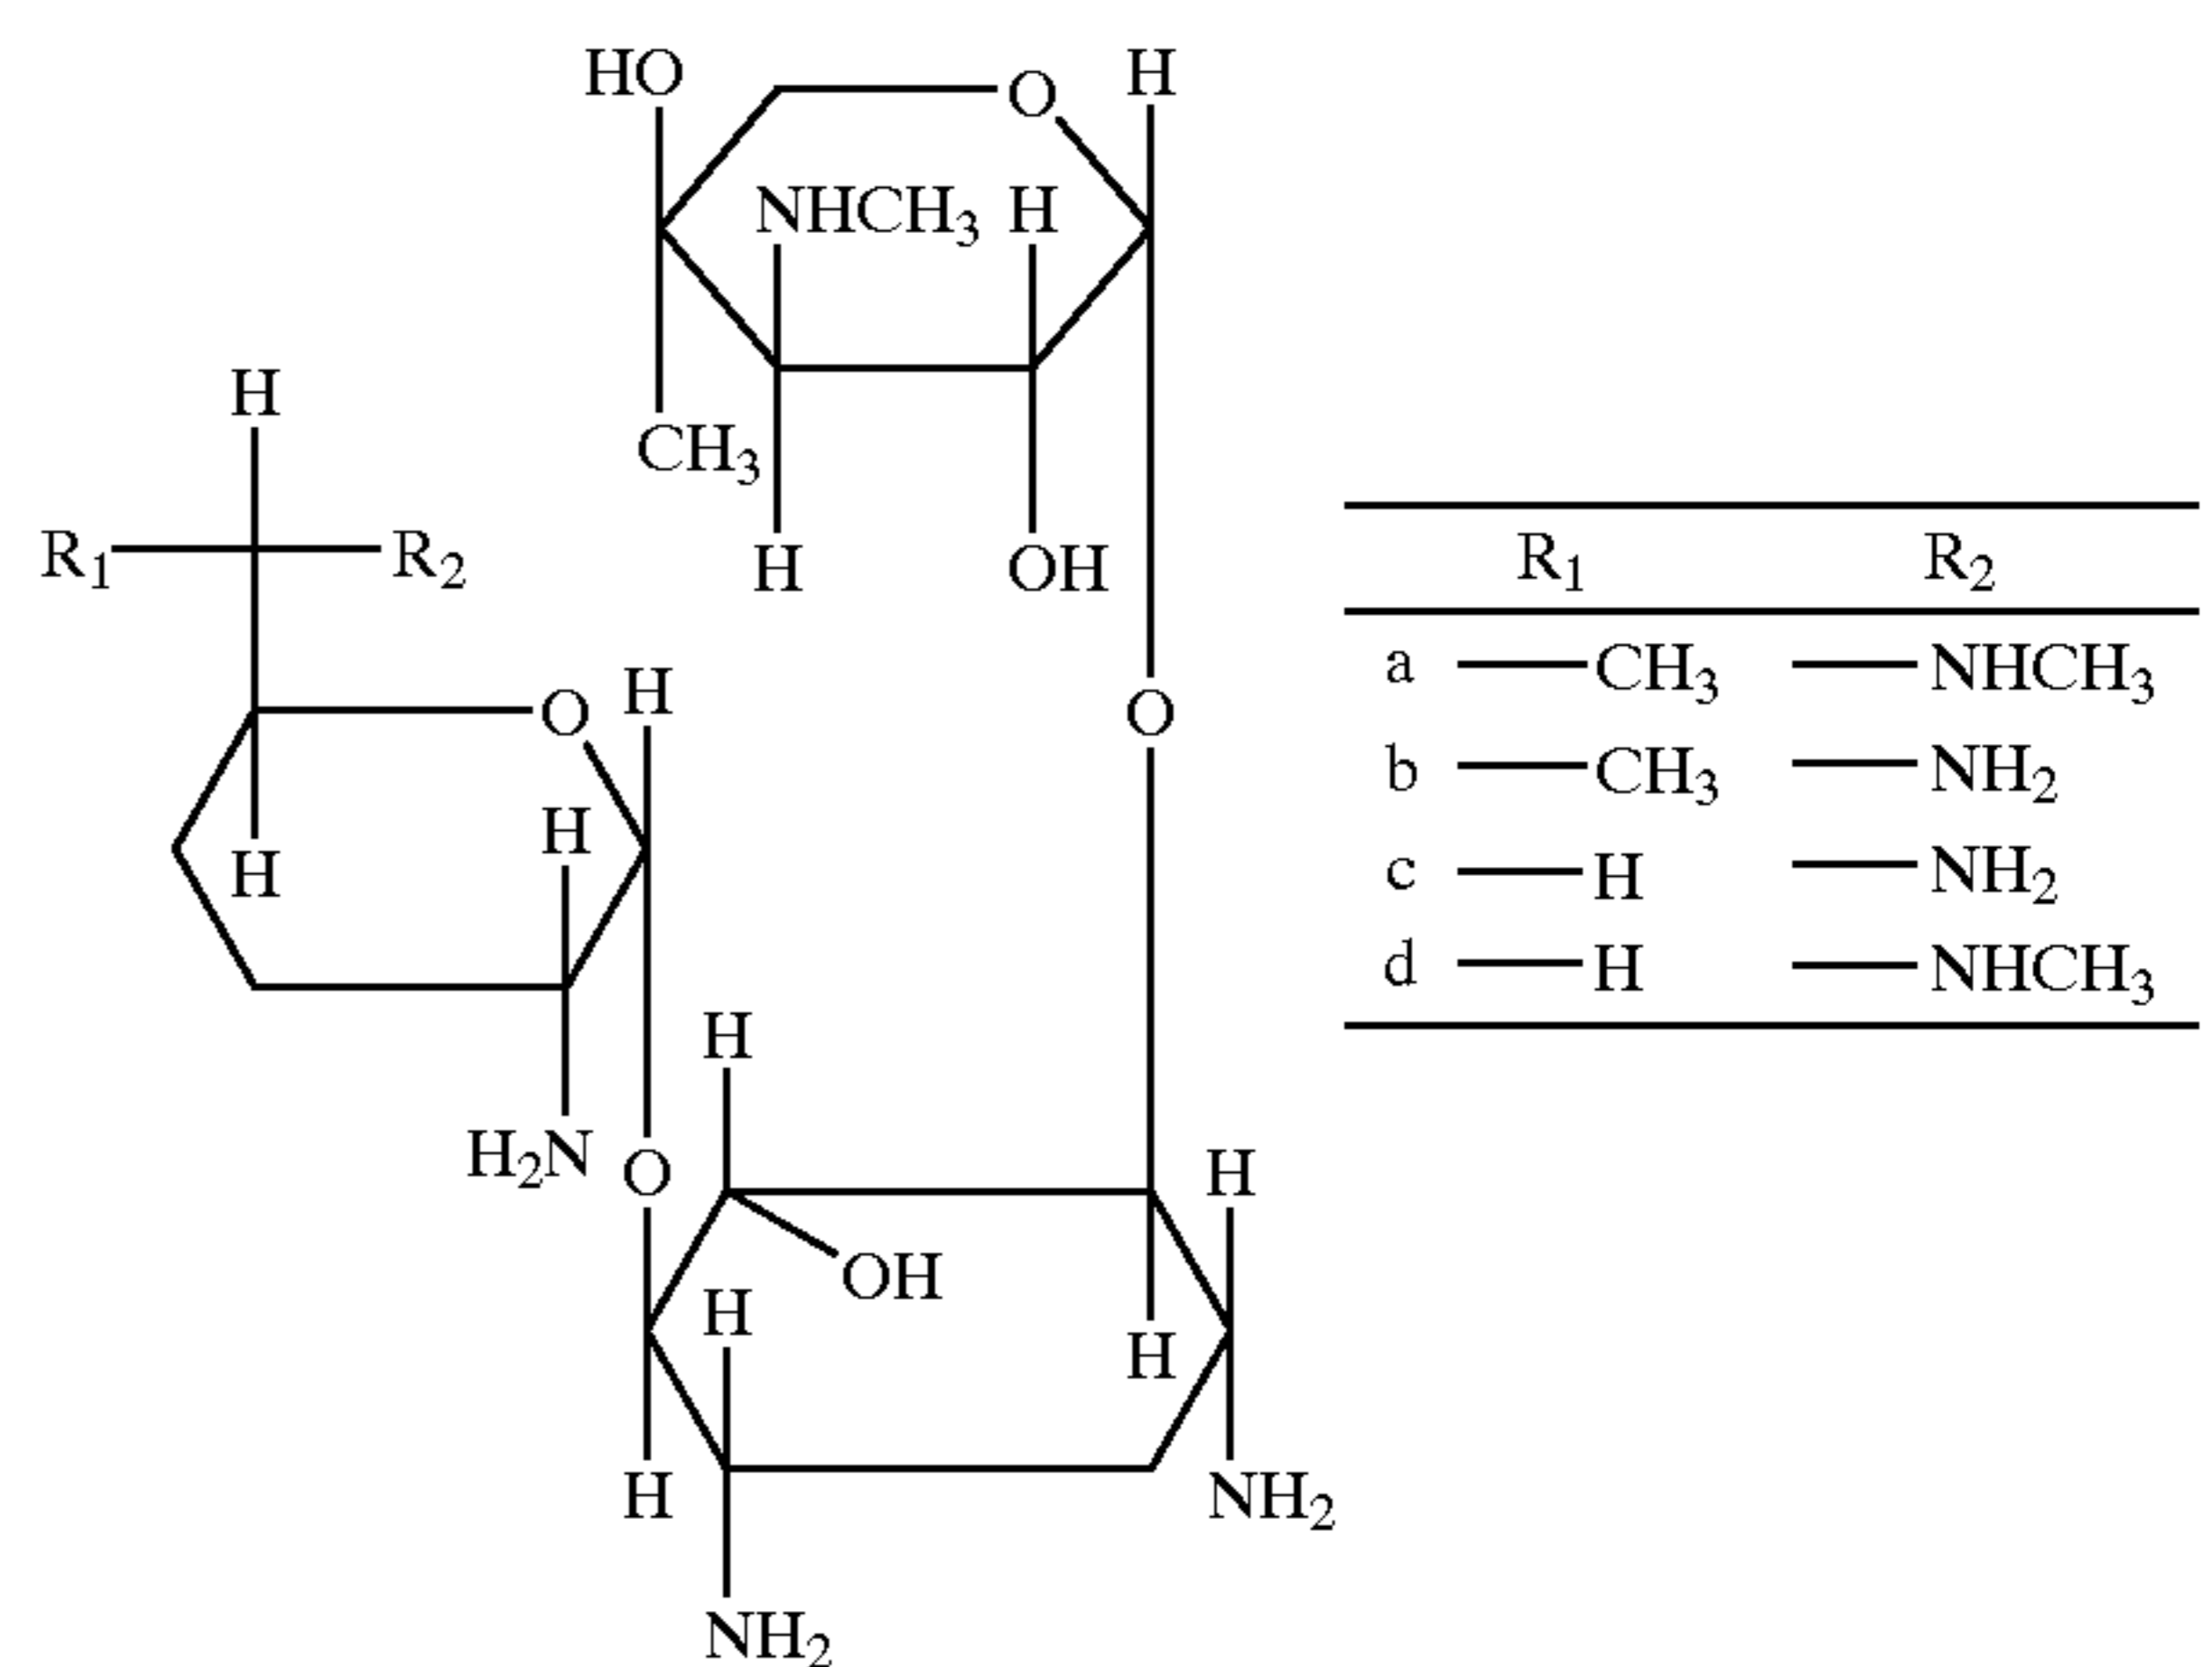 HO O H
NHCH3 H
H
CH3
R1 R2 H OH
R1 R2
a CH3 NHCH3
b CH3 NH2
c H NH2
d H NHCH3
H
O O
H H
H
H2N O H
OH
H H
H NH2
NH2